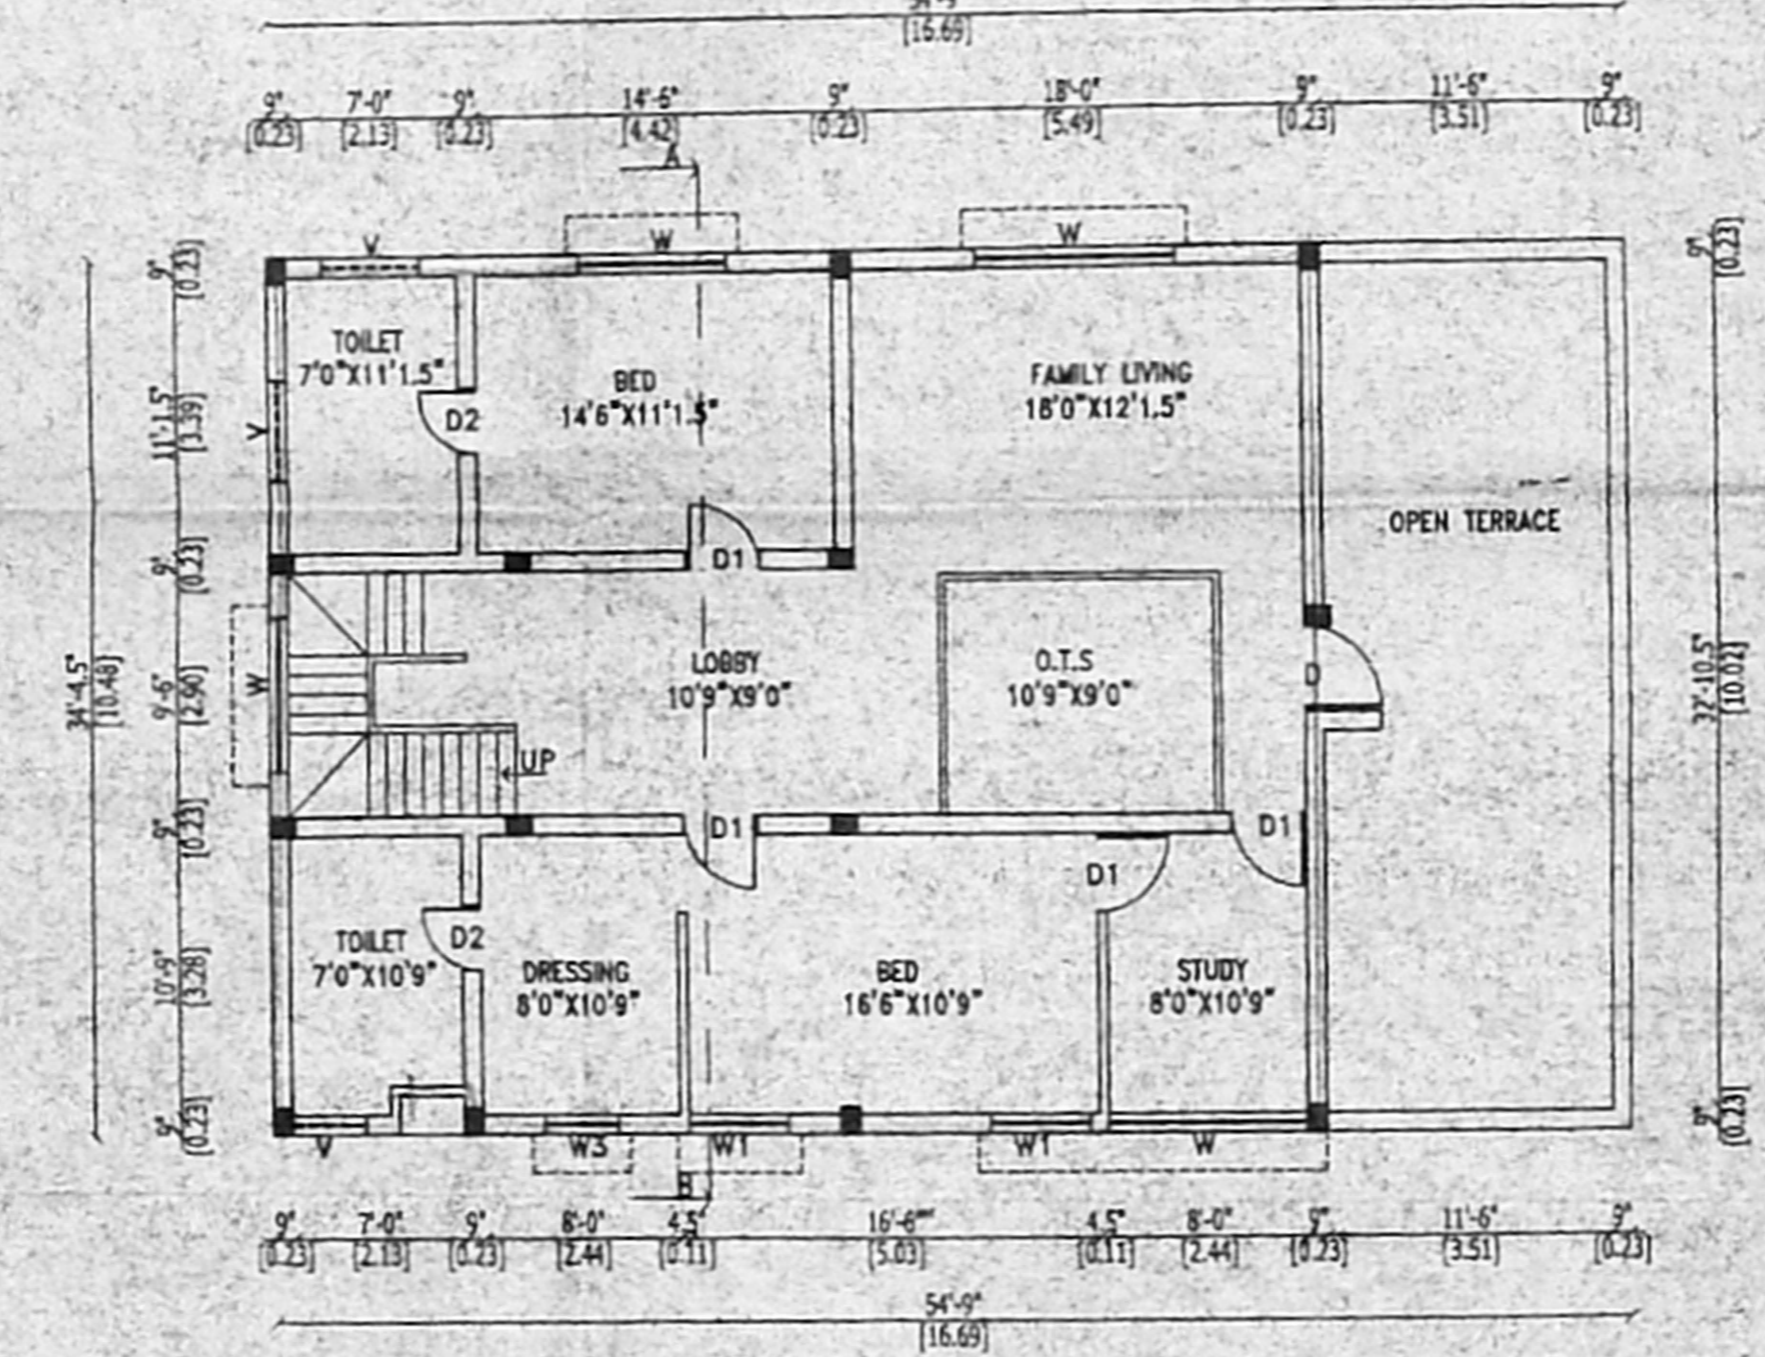 [16.69]
9" 7'-0" 9" 14'-6" 9" 18'-0" 9" 11'-6" 9"
[0.23] [2.13] [0.23] [4.42] [0.23] [5.49] [0.23] [3.51] [0.23]
A
V W W
9"
[0.23]
9"
[0.23]
TOILET
7'0"X11'1.5"
BED
14'6"X11'1.5"
FAMILY LIVING
18'0"X12'1.5"
D2
V
11'-1.5"
[3.39]
OPEN TERRACE
D1
9"
[0.23]
34'-4.5"
[10.48]
9'-6"
[2.90]
W
LOBBY
10'9"X9'0"
O.T.S
10'9"X9'0"
D
32'-10.5"
[10.02]
UP
9"
[0.23]
D1 D1
D1
TOILET
7'0"X10'9"
D2
DRESSING
8'0"X10'9"
BED
16'6"X10'9"
STUDY
8'0"X10'9"
10'-9"
[3.28]
9"
[0.23]
9"
[0.23]
V W3 W1 W1 W
B
9" 7'-0" 9" 8'-0" 4.5" 16'-6" 4.5" 8'-0" 9" 11'-6" 9"
[0.23] [2.13] [0.23] [2.44] [0.11] [5.03] [0.11] [2.44] [0.23] [3.51] [0.23]
54'-9"
[16.69]